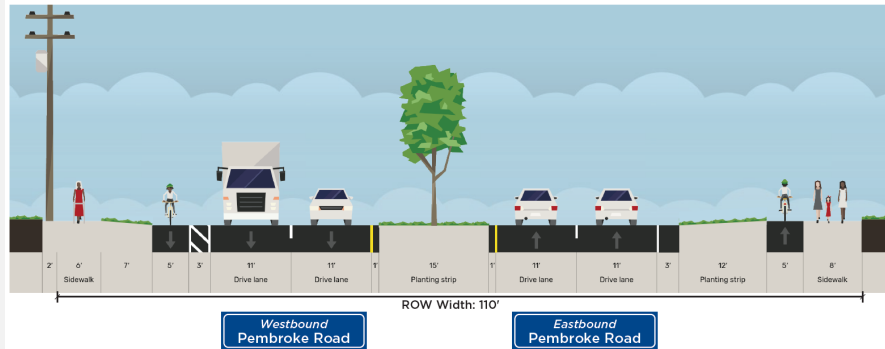 2' 6' 7' 5' 3' 11' 11' 1' 15' 1' 11' 11' 3' 12' 5' 8'
Sidewalk Drive lane Drive lane Planting strip Drive lane Drive lane Planting strip Sidewalk
ROW Width: 110'
Westbound
Pembroke Road
Eastbound
Pembroke Road